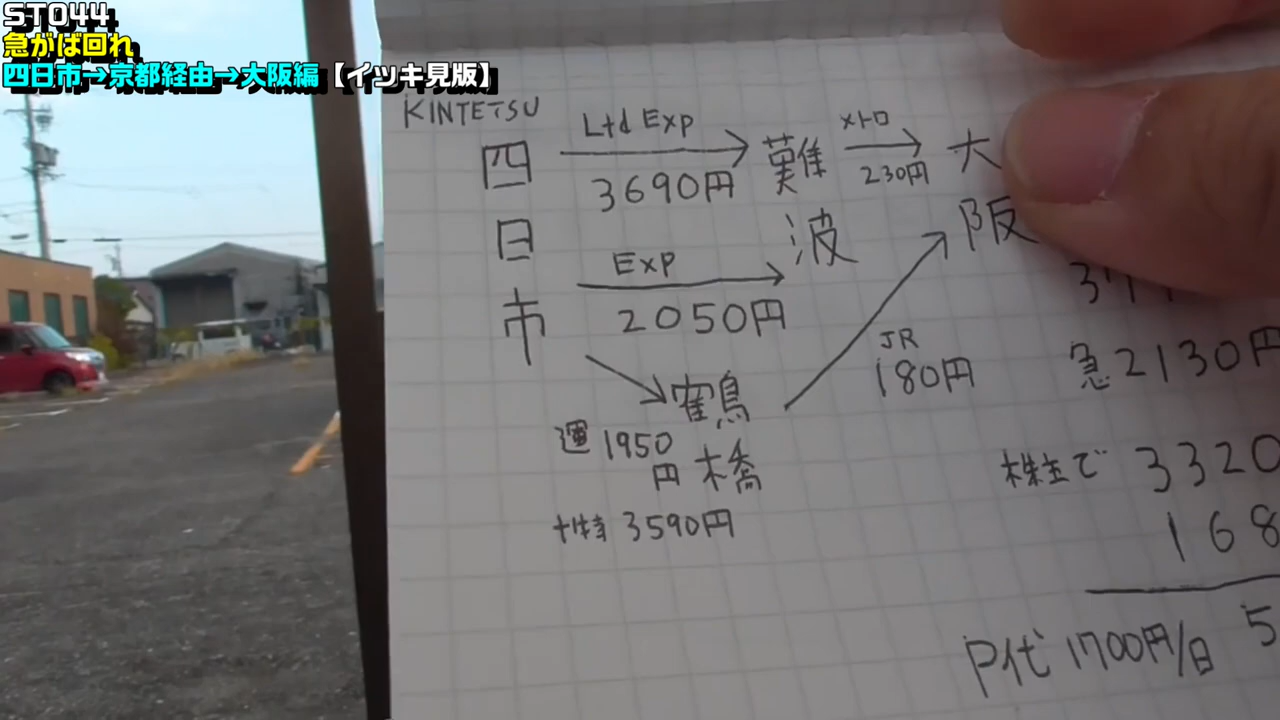 ST044
急がば回れ
四日市→京都経由→大阪編【イツキ見版】
KINTETSU
四日市
Ltd Exp
3690円
難波
メトロ
230円
大阪
Exp
2050円
JR
180円
鶴橋
運1950円
+特 3590円
急2130円
株主で 3320
168
P代 1700円/日
5